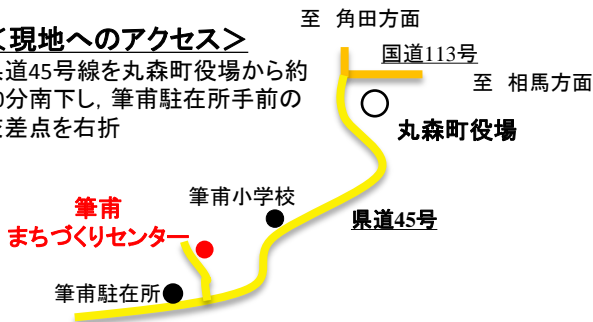 至 角田方面
<現地へのアクセス>
国道113号
県道45号線を丸森町役場から約
0分南下し，筆甫駐在所手前の
交差点を右折
至 相馬方面
丸森町役場
筆甫小学校
筆甫
まちづくりセンター
県道45号
筆甫駐在所